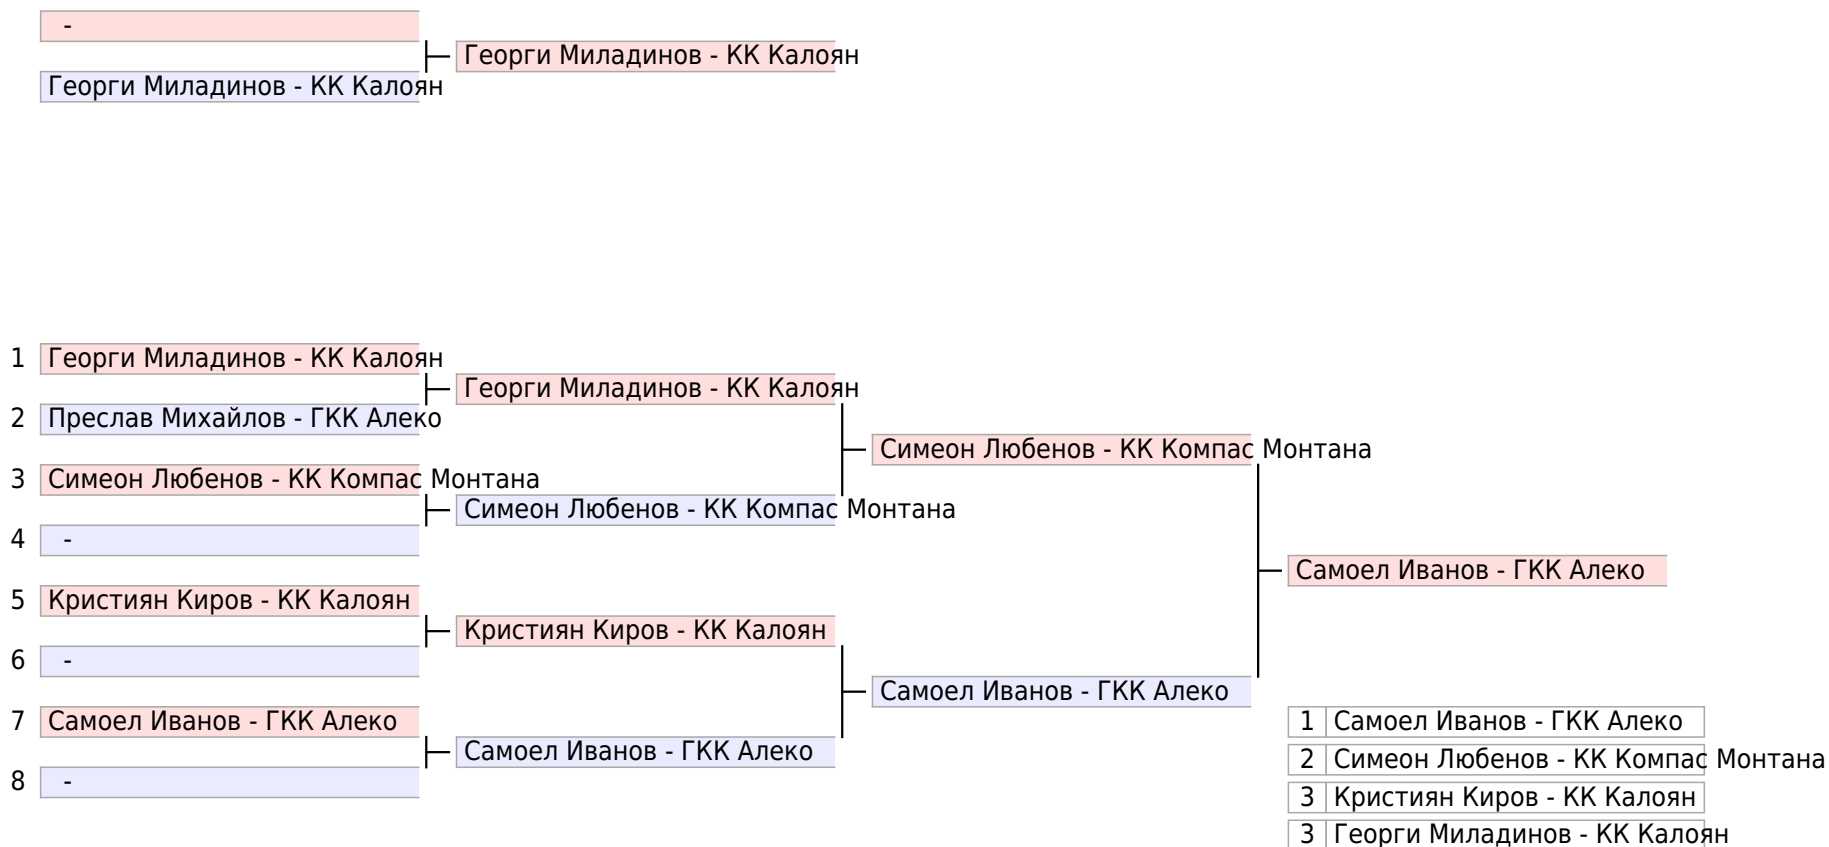 -
Георги Миладинов - КК Калоян
Георги Миладинов - КК Калоян
1 Георги Миладинов - КК Калоян
Георги Миладинов - КК Калоян
2 Преслав Михайлов - ГКК Алеко
Симеон Любенов - КК Компас Монтана
3 Симеон Любенов - КК Компас Монтана
Симеон Любенов - КК Компас Монтана
4 -
Самоел Иванов - ГКК Алеко
5 Кристиян Киров - КК Калоян
Кристиян Киров - КК Калоян
6 -
Самоел Иванов - ГКК Алеко
7 Самоел Иванов - ГКК Алеко
Самоел Иванов - ГКК Алеко
8 -
1 Самоел Иванов - ГКК Алеко
2 Симеон Любенов - КК Компас Монтана
3 Кристиян Киров - КК Калоян
3 Георги Миладинов - КК Калоян